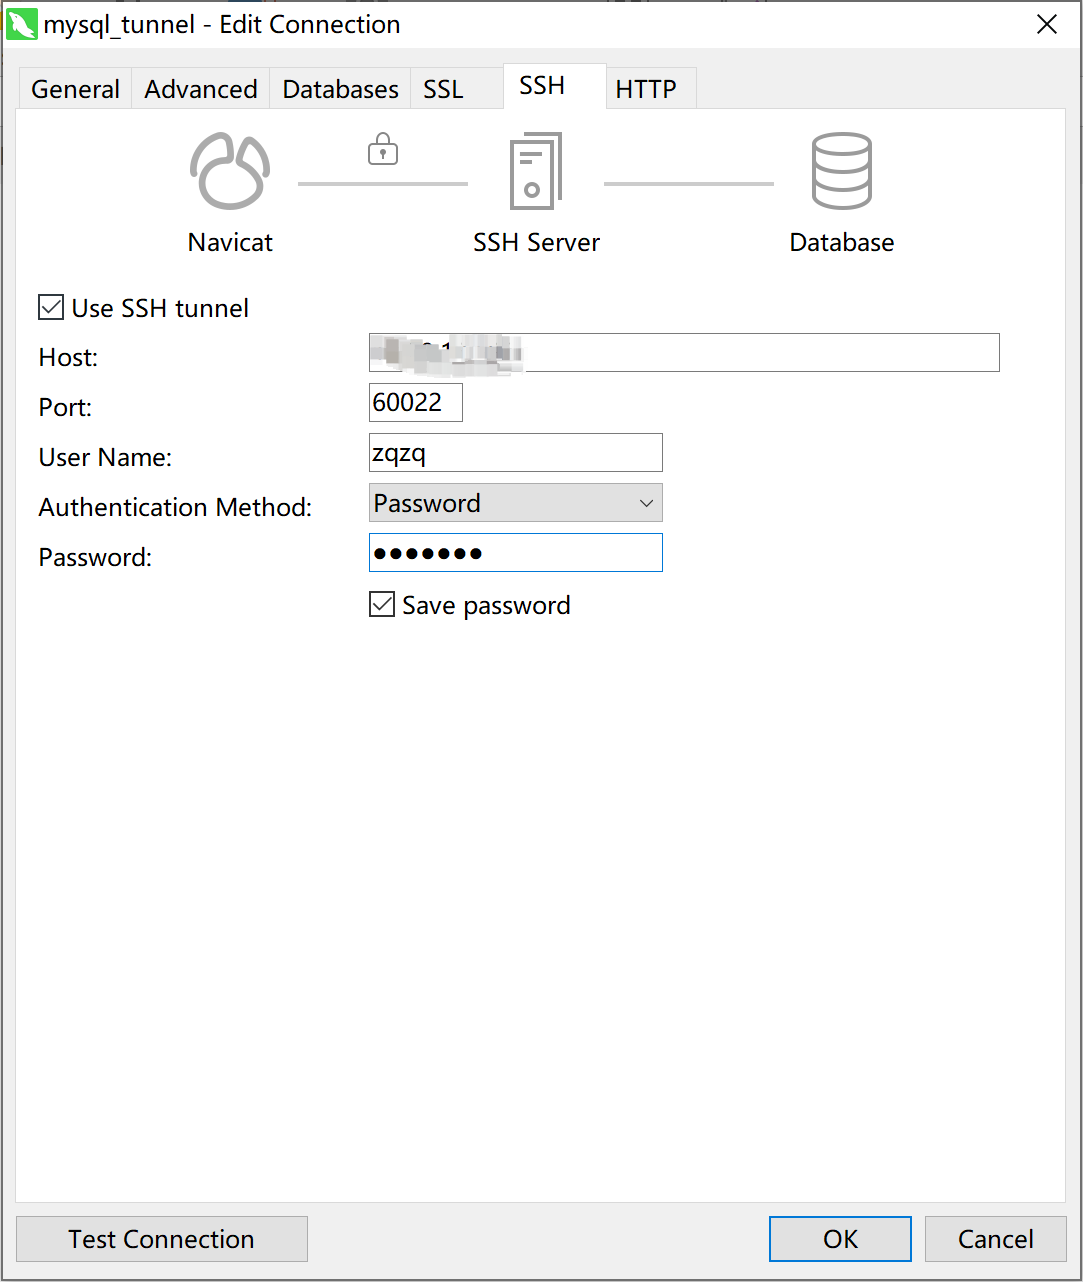 mysql_tunnel - Edit Connection
General Advanced Databases SSL SSH HTTP
Navicat SSH Server Database
Use SSH tunnel
Host:
Port: 60022
User Name: zqzq
Authentication Method: Password
Password: ●●●●●●●
Save password
Test Connection OK Cancel